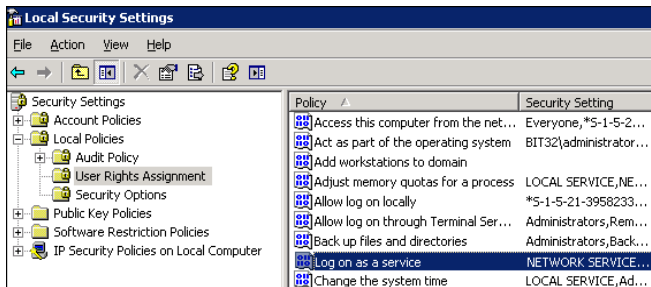 Local Security Settings
File Action View Help
Security Settings
Account Policies
Local Policies
Audit Policy
User Rights Assignment
Security Options
Public Key Policies
Software Restriction Policies
IP Security Policies on Local Computer
Policy Security Setting
Access this computer from the net... Everyone,*S-1-5-2...
Act as part of the operating system BIT32\administrator...
Add workstations to domain
Adjust memory quotas for a process LOCAL SERVICE,NE...
Allow log on locally *S-1-5-21-3958233...
Allow log on through Terminal Ser... Administrators,Rem...
Back up files and directories Administrators,Back...
Log on as a service NETWORK SERVICE...
Change the system time LOCAL SERVICE,Ad...